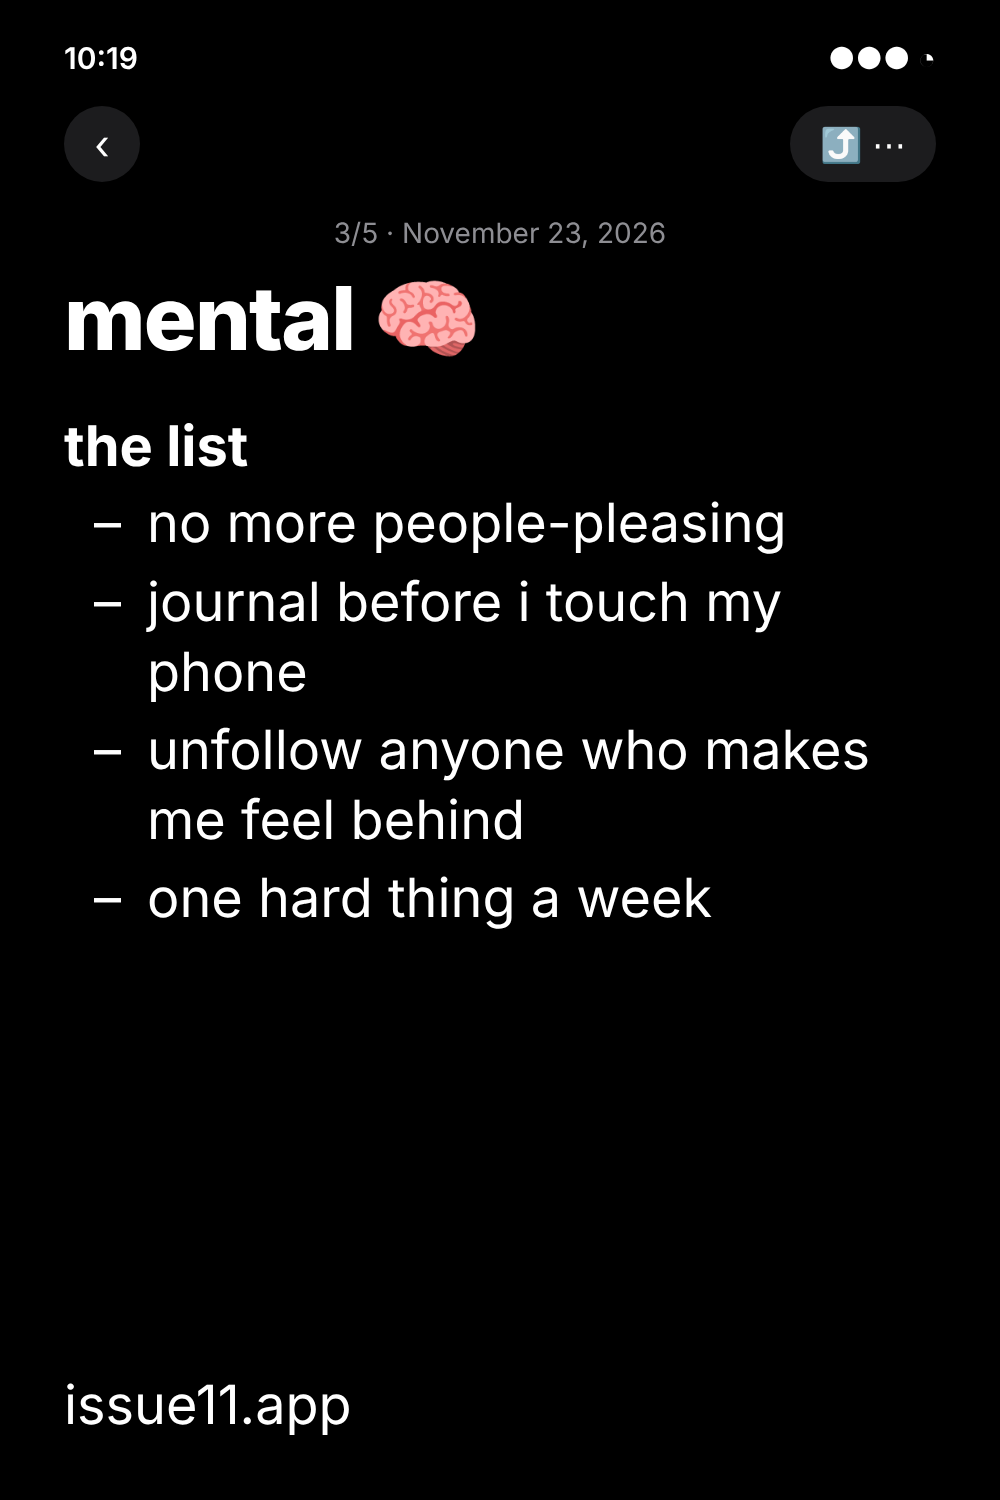 10:19
3/5 · November 23, 2026
mental 🧠
the list
– no more people-pleasing
– journal before i touch my
phone
– unfollow anyone who makes
me feel behind
– one hard thing a week
issue11.app